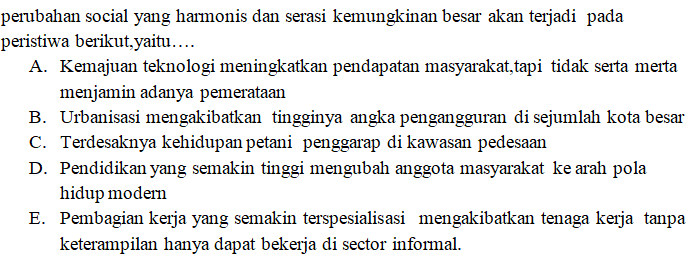 perubahan social yang harmonis dan serasi kemungkinan besar akan terjadi pada
peristiwa berikut,yaitu….
A. Kemajuan teknologi meningkatkan pendapatan masyarakat,tapi tidak serta merta
menjamin adanya pemerataan
B. Urbanisasi mengakibatkan tingginya angka pengangguran di sejumlah kota besar
C. Terdesaknya kehidupan petani penggarap di kawasan pedesaan
D. Pendidikan yang semakin tinggi mengubah anggota masyarakat ke arah pola
hidup modern
E. Pembagian kerja yang semakin terspesialisasi mengakibatkan tenaga kerja tanpa
keterampilan hanya dapat bekerja di sector informal.